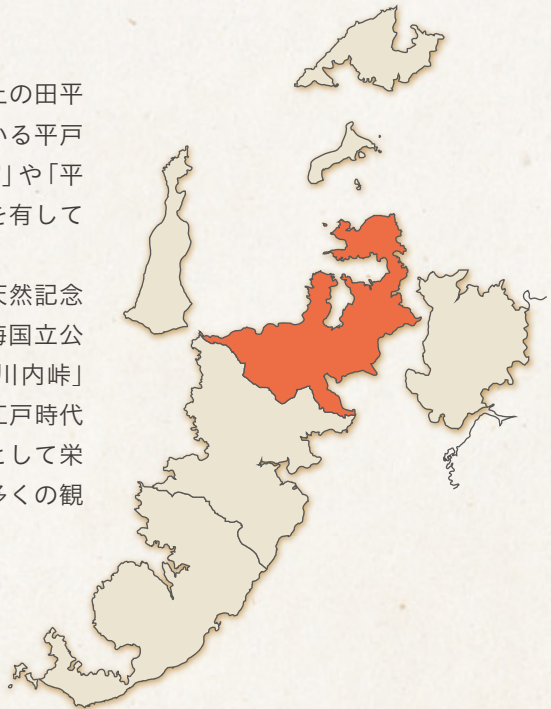 上の田平
いる平戸
」や「平
を有して
天然記念
海国立公
川内峠」
江戸時代
として栄
多くの観